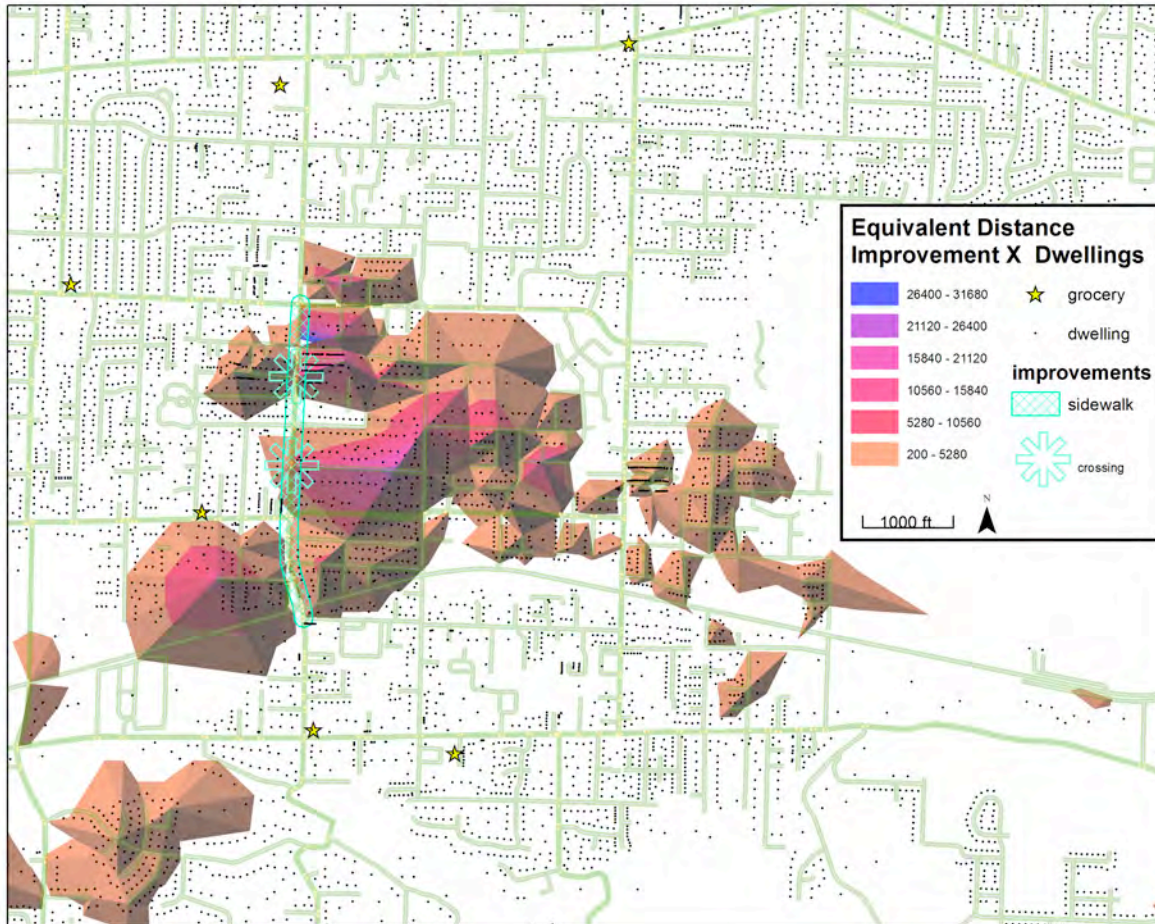 Equivalent Distance
Improvement X Dwellings
26400 - 31680
21120 - 26400
15840 - 21120
10560 - 15840
5280 - 10560
200 - 5280
grocery
dwelling
improvements
sidewalk
crossing
1000 ft
N